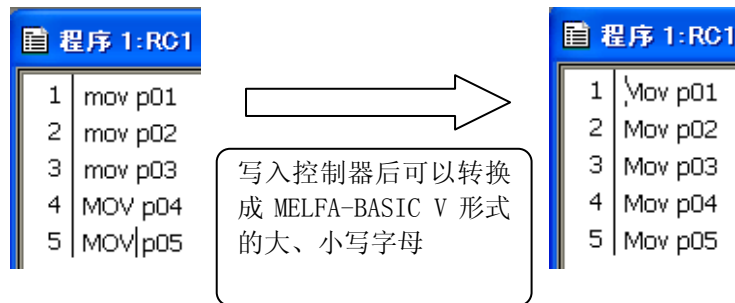 程序 1:RC1
1 mov p01
2 mov p02
3 mov p03
4 MOV p04
5 MOV p05
写入控制器后可以转换
成 MELFA-BASIC V 形式
的大、小写字母
程序 1:RC1
1 Mov p01
2 Mov p02
3 Mov p03
4 Mov p04
5 Mov p05